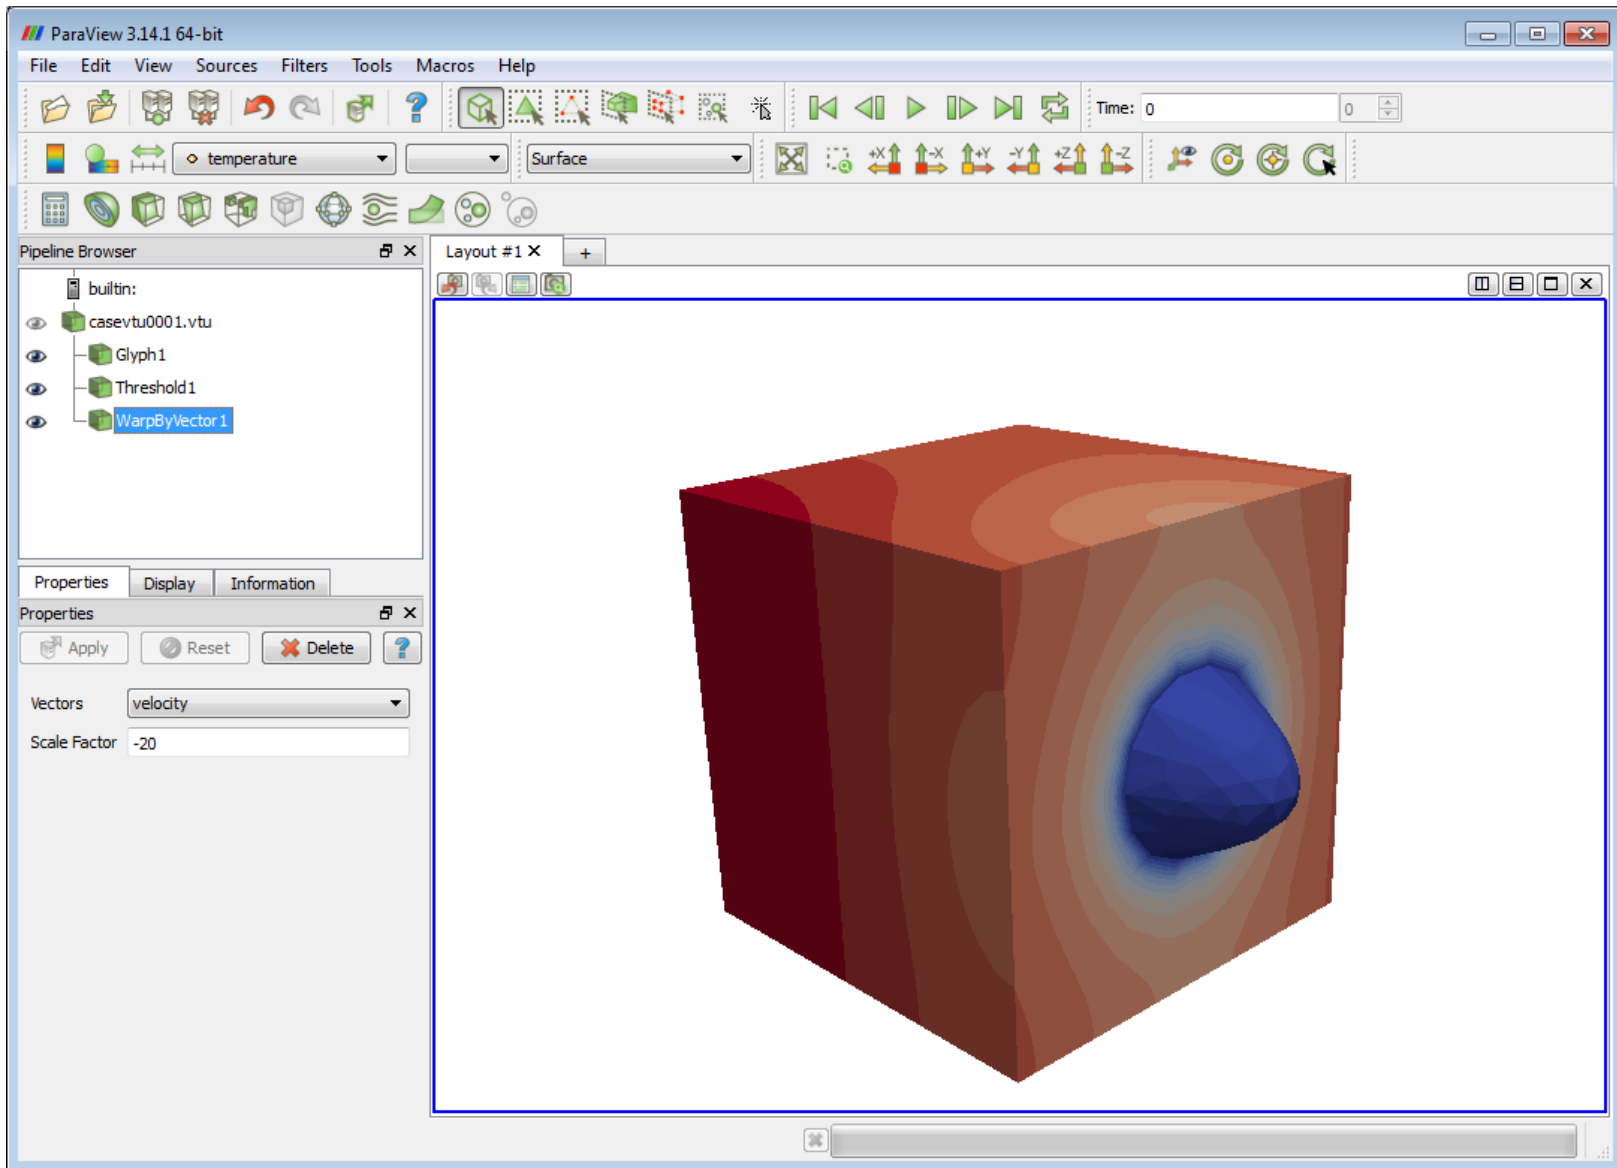 ParaView 3.14.1 64-bit
File Edit View Sources Filters Tools Macros Help
Time: 0 0
temperature Surface +X -X +Y -Y +Z -Z
Pipeline Browser
Layout #1 +
builtin:
casevtu0001.vtu
Glyph1
Threshold1
WarpByVector1
Properties Display Information
Properties
Apply Reset Delete ?
Vectors velocity
Scale Factor -20